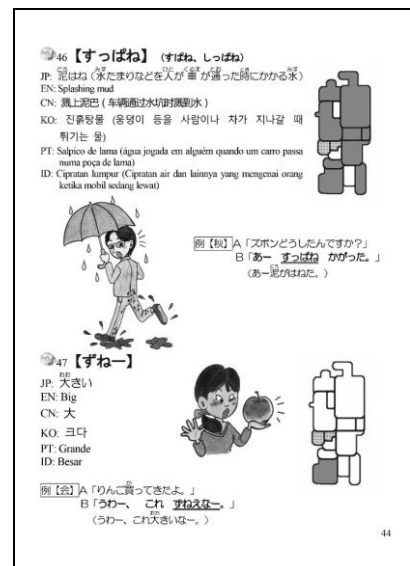 46【すっぱね】 (すぱね、しっぱね)
JP: 泥はね(水たまりなどを人が 車が通った時にかかる水)
EN: Splashing mud
CN: 溅上泥巴(车辆通过水坑时溅到水)
KO: 진흙탕물 (웅덩이 등을 사람이나 차가 지나갈 때
튀기는 물)
PT: Salpico de lama (água jogada em alguém quando um carro passa
numa poça de lama)
ID: Cipratan lumpur (Cipratan air dan lainnya yang mengenai orang
ketika mobil sedang lewat)
例【秋】A「ズボンどうしたんですか?」
B「あー すっぱね かがった。」
(あー泥がはねた。)
47【ずねー】
JP: 大きい
EN: Big
CN: 大
KO: 크다
PT: Grande
ID: Besar
例【会】A「りんご買ってきだよ。」
B「うわー、 これ ずねえなー。」
(うわー、これ大きいなー。)
44